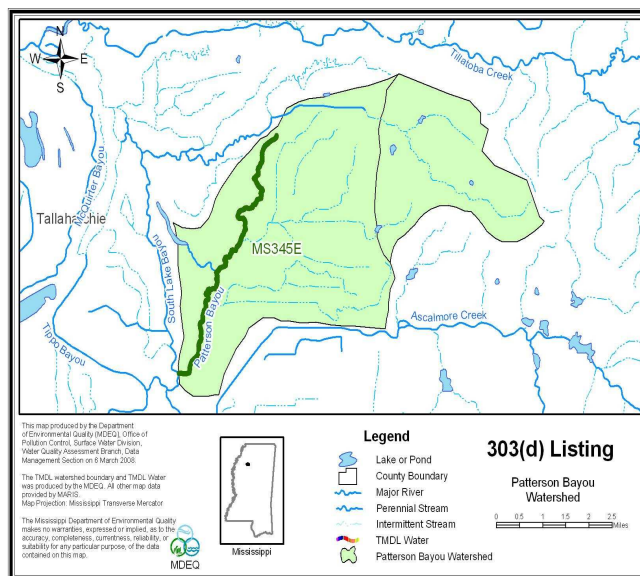 N
W E
S
Tillatoba Creek
McQuirter Bayou
Tallahatchie
South Lake Bayou
MS345E
Patterson Bayou
Tippo Bayou
Ascalmore Creek
This map produced by the Department
of Environmental Quality (MDEQ), Office of
Pollution Control, Surface Water Division,
Water Quality Assessment Branch, Data
Management Section on 6 March 2008.
The TMDL watershed boundary and TMDL Water
was produced by the MDEQ. All other map data
provided by MARIS.
Map Projection: Mississippi Transverse Mercator
The Mississippi Department of Environmental Quality
makes no warranties, expressed or implied, as to the
accuracy, completeness, currentness, reliability, or
suitability for any particular purpose, of the data
contained on this map.
MDEQ
Mississippi
Legend
Lake or Pond
County Boundary
Major River
Perennial Stream
Intermittent Stream
TMDL Water
Patterson Bayou Watershed
303(d) Listing
Patterson Bayou
Watershed
0 0.5 1 1.5 2 2.5
Miles